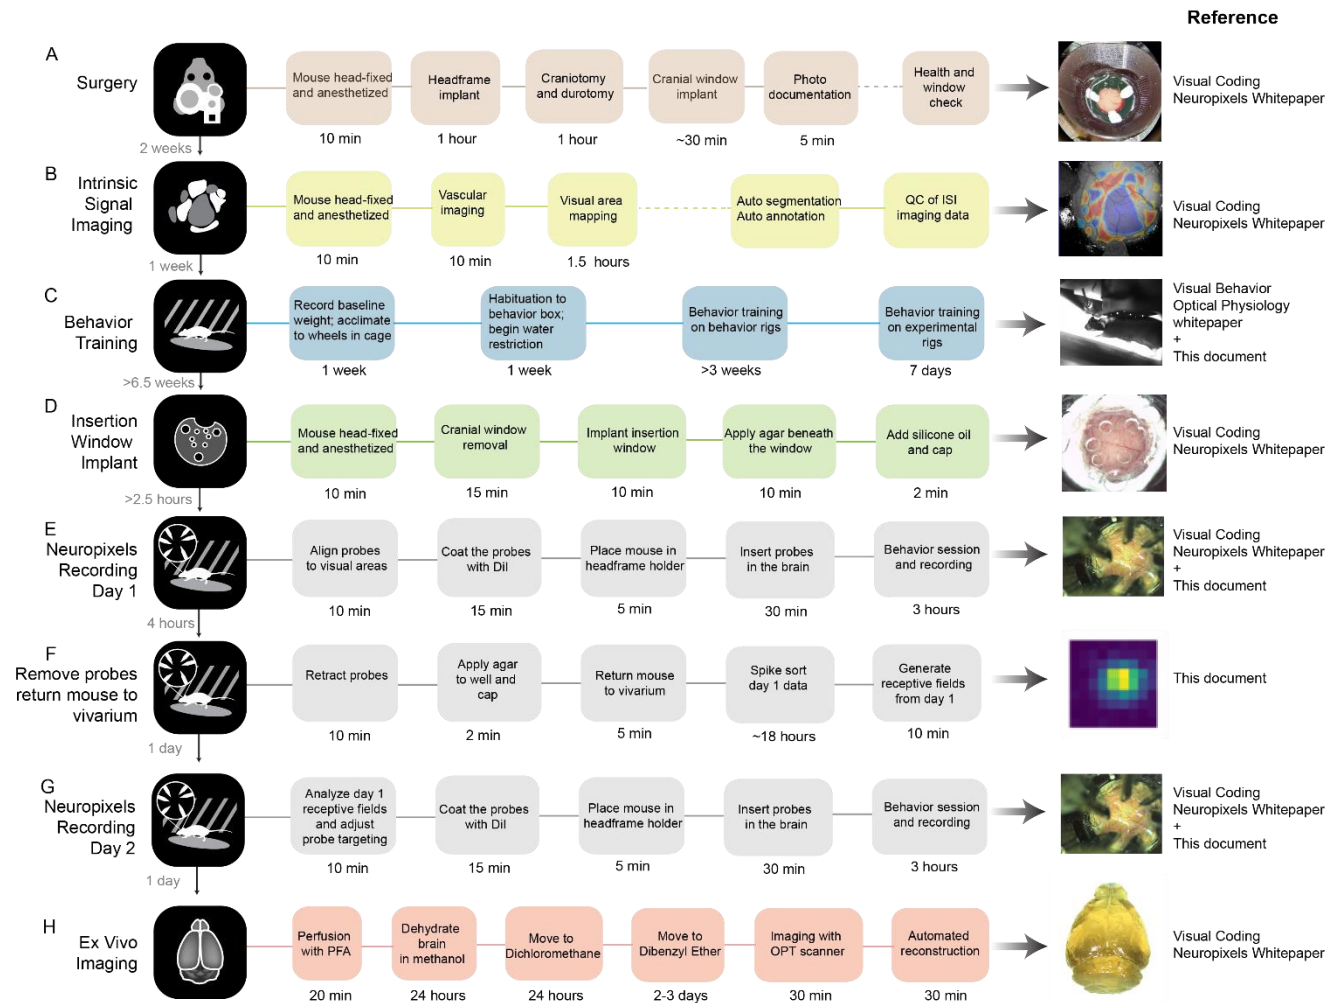 Reference
A
Surgery
Mouse head-fixed
and anesthetized
10 min
Headframe
implant
1 hour
Craniotomy
and durotomy
1 hour
Cranial window
implant
~30 min
Photo
documentation
5 min
Health and
window
check
Visual Coding
Neuropixels Whitepaper
2 weeks
B
Intrinsic
Signal
Imaging
Mouse head-fixed
and anesthetized
10 min
Vascular
imaging
10 min
Visual area
mapping
1.5 hours
Auto segmentation
Auto annotation
QC of ISI
imaging data
Visual Coding
Neuropixels Whitepaper
1 week
C
Behavior
Training
Record baseline
weight; acclimate
to wheels in cage
1 week
Habituation to
behavior box;
begin water
restriction
1 week
Behavior training
on behavior rigs
>3 weeks
Behavior training
on experimental
rigs
7 days
Visual Behavior
Optical Physiology
whitepaper
+
This document
>6.5 weeks
D
Insertion
Window
Implant
Mouse head-fixed
and anesthetized
10 min
Cranial window
removal
15 min
Implant insertion
window
10 min
Apply agar beneath
the window
10 min
Add silicone oil
and cap
2 min
Visual Coding
Neuropixels Whitepaper
>2.5 hours
E
Neuropixels
Recording
Day 1
Align probes
to visual areas
10 min
Coat the probes
with DiI
15 min
Place mouse in
headframe holder
5 min
Insert probes
in the brain
30 min
Behavior session
and recording
3 hours
Visual Coding
Neuropixels Whitepaper
+
This document
4 hours
F
Remove probes
return mouse to
vivarium
Retract probes
10 min
Apply agar
to well and
cap
2 min
Return mouse
to vivarium
5 min
Spike sort
day 1 data
~18 hours
Generate
receptive fields
from day 1
10 min
This document
1 day
G
Neuropixels
Recording
Day 2
Analyze day 1
receptive fields
and adjust
probe targeting
10 min
Coat the probes
with DiI
15 min
Place mouse in
headframe holder
5 min
Insert probes
in the brain
30 min
Behavior session
and recording
3 hours
Visual Coding
Neuropixels Whitepaper
+
This document
1 day
H
Ex Vivo
Imaging
Perfusion
with PFA
20 min
Dehydrate
brain
in methanol
24 hours
Move to
Dichloromethane
24 hours
Move to
Dibenzyl Ether
2-3 days
Imaging with
OPT scanner
30 min
Automated
reconstruction
30 min
Visual Coding
Neuropixels Whitepaper